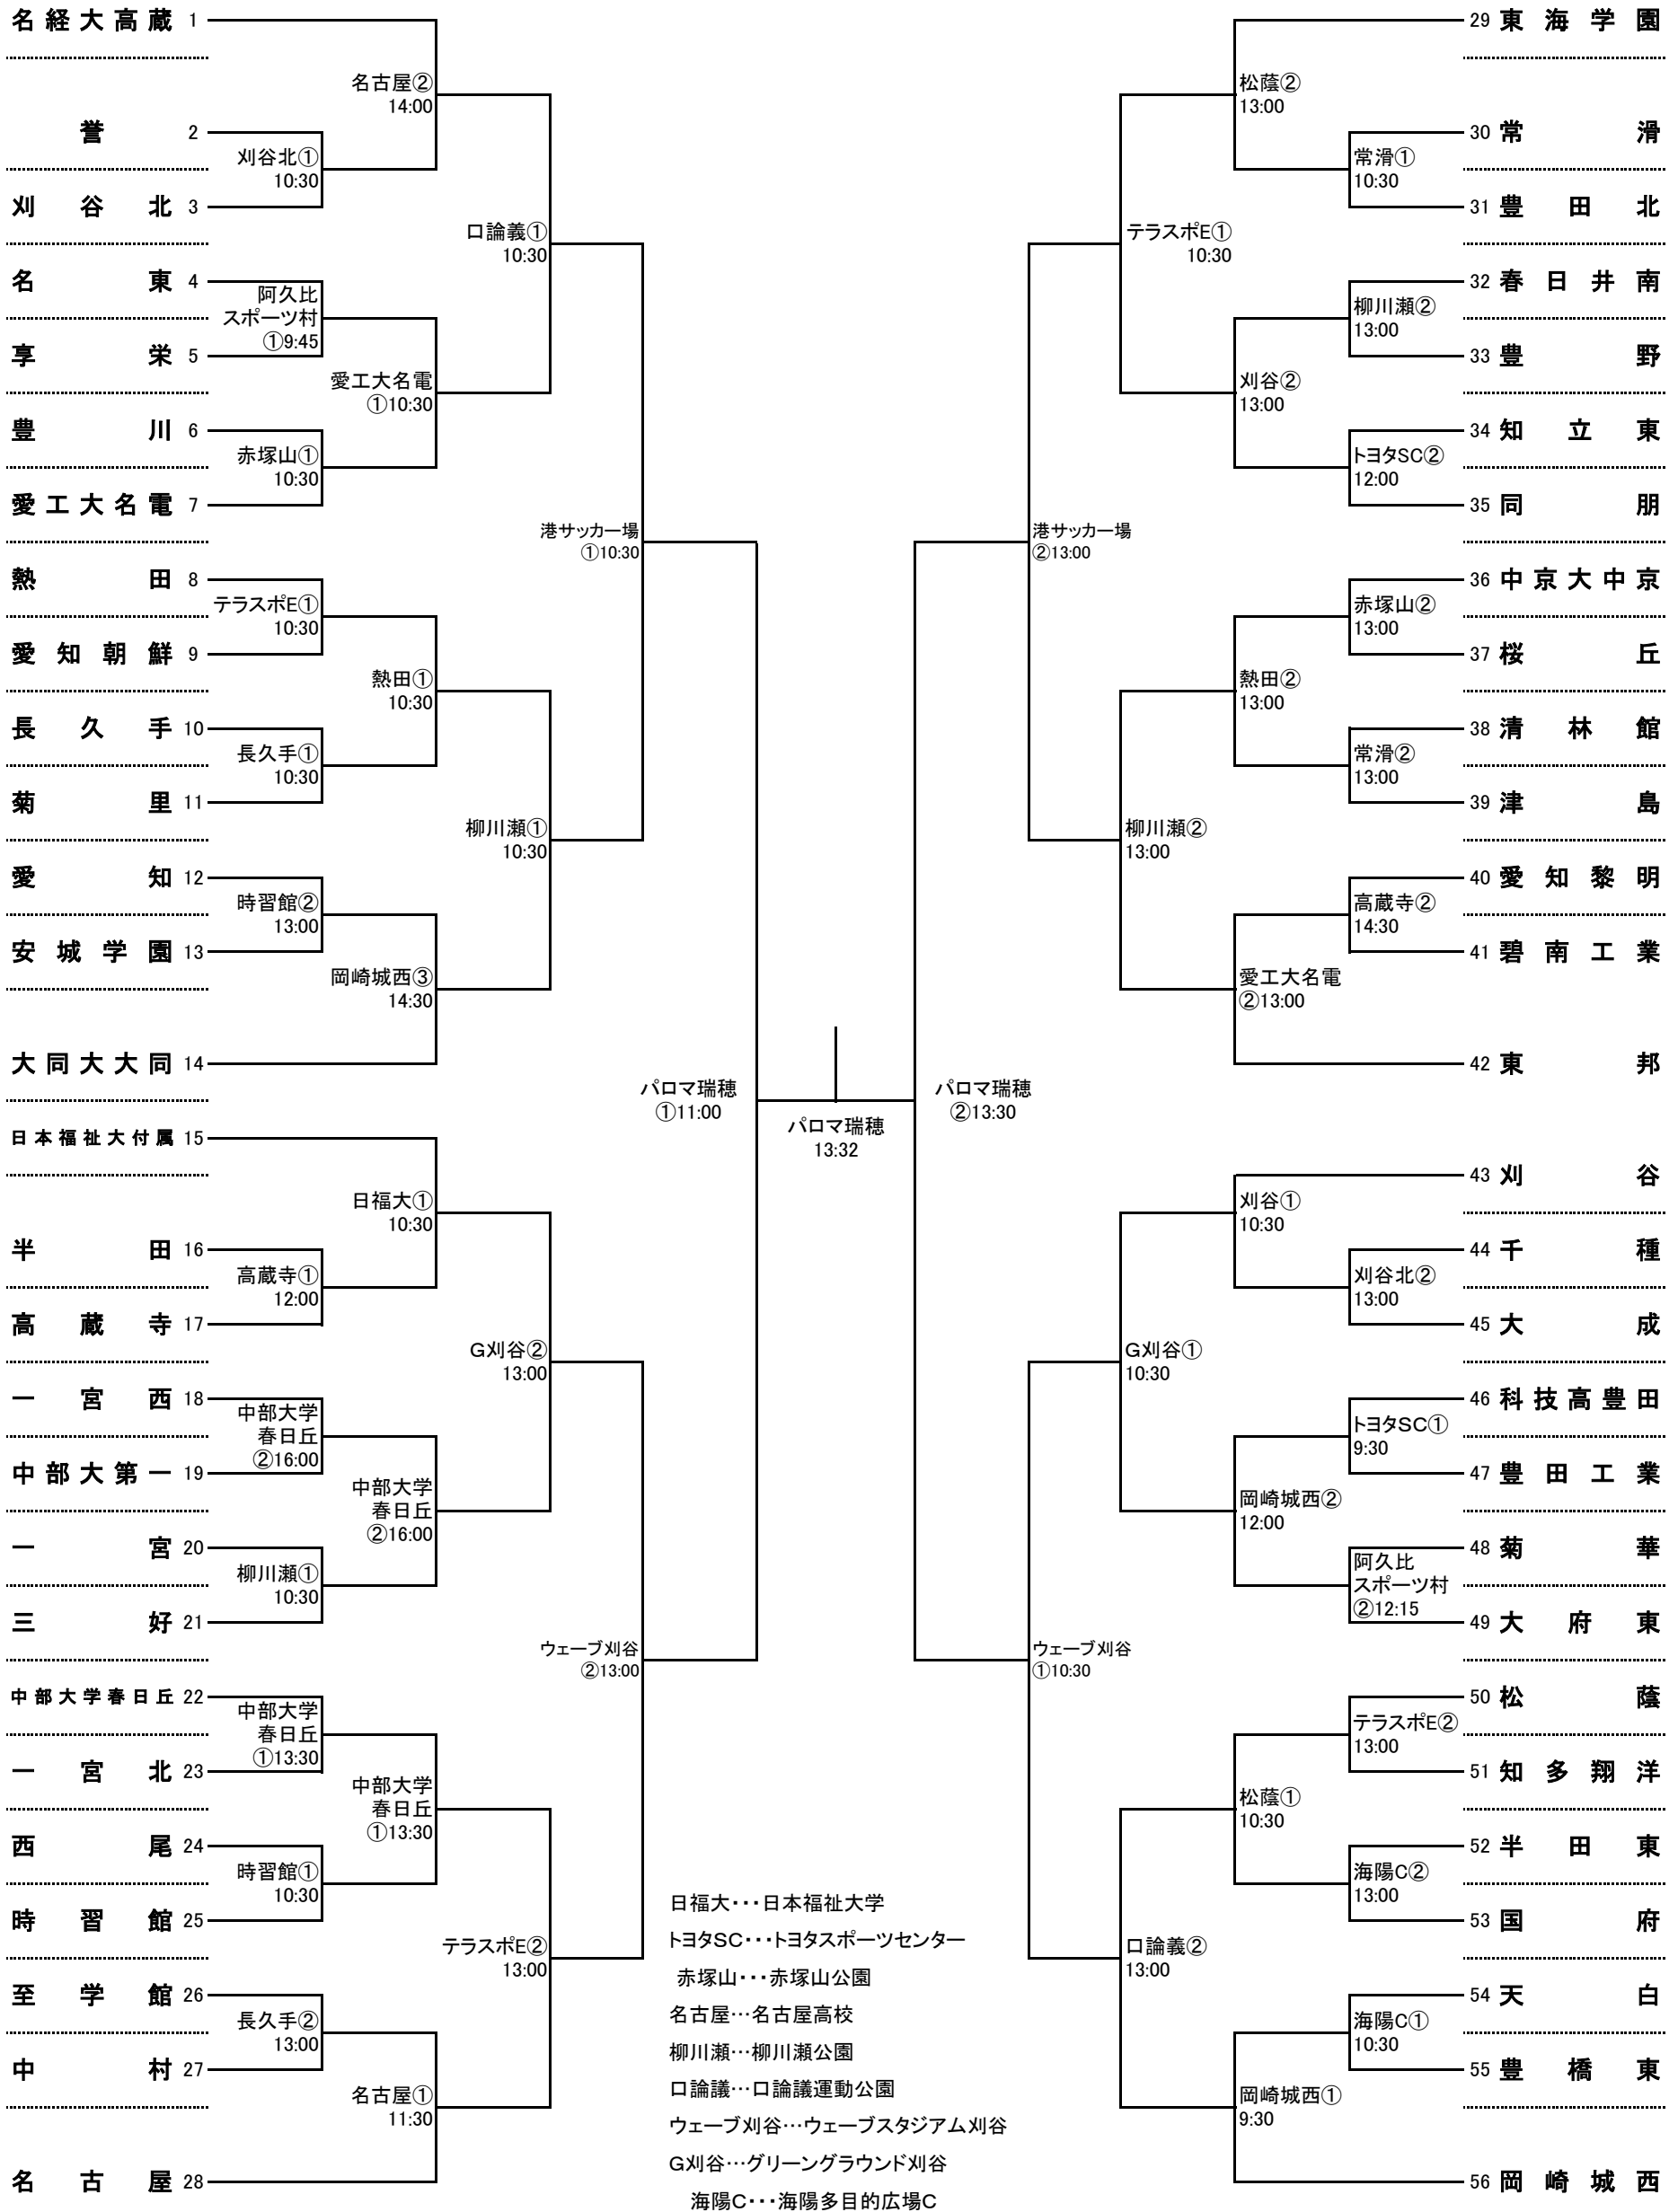 名経大高蔵 1
名古屋②
14:00
誉 2
刈谷北①
10:30
刈谷北 3
口論義①
10:30
名東 4
阿久比
スポーツ村
①9:45
享栄 5
愛工大名電
①10:30
豊川 6
赤塚山①
10:30
愛工大名電 7
港サッカー場
①10:30
熱田 8
テラスポE①
10:30
愛知朝鮮 9
熱田①
10:30
長久手 10
長久手①
10:30
菊里 11
柳川瀬①
10:30
愛知 12
時習館②
13:00
安城学園 13
岡崎城西③
14:30
大同大大同 14
パロマ瑞穂
①11:00
日本福祉大付属 15
日福大①
10:30
半田 16
高蔵寺①
12:00
高蔵寺 17
G刈谷②
13:00
一宮西 18
中部大学
春日丘
②16:00
中部大第一 19
中部大学
春日丘
②16:00
一宮 20
柳川瀬①
10:30
三好 21
ウェーブ刈谷
②13:00
中部大学春日丘 22
中部大学
春日丘
①13:30
一宮北 23
中部大学
春日丘
①13:30
西尾 24
時習館①
10:30
時習館 25
テラスポE②
13:00
至学館 26
長久手②
13:00
中村 27
名古屋①
11:30
名古屋 28
パロマ瑞穂
13:32
29 東海学園
松蔭②
13:00
30 常滑
常滑①
10:30
31 豊田北
テラスポE①
10:30
32 春日井南
柳川瀬②
13:00
33 豊野
刈谷②
13:00
34 知立東
トヨタSC②
12:00
35 同朋
港サッカー場
②13:00
36 中京大中京
赤塚山②
13:00
37 桜丘
熱田②
13:00
38 清林館
常滑②
13:00
39 津島
柳川瀬②
13:00
40 愛知黎明
高蔵寺②
14:30
41 碧南工業
愛工大名電
②13:00
42 東邦
パロマ瑞穂
②13:30
43 刈谷
刈谷①
10:30
44 千種
刈谷北②
13:00
45 大成
G刈谷①
10:30
46 科技高豊田
トヨタSC①
9:30
47 豊田工業
岡崎城西②
12:00
48 菊華
阿久比
スポーツ村
②12:15
49 大府東
ウェーブ刈谷
①10:30
50 松蔭
テラスポE②
13:00
51 知多翔洋
松蔭①
10:30
52 半田東
海陽C②
13:00
53 国府
口論義②
13:00
54 天白
海陽C①
10:30
55 豊橋東
岡崎城西①
9:30
56 岡崎城西
日福大・・・日本福祉大学
トヨタSC・・・トヨタスポーツセンター
赤塚山・・・赤塚山公園
名古屋…名古屋高校
柳川瀬…柳川瀬公園
口論議…口論議運動公園
ウェーブ刈谷…ウェーブスタジアム刈谷
G刈谷…グリーングラウンド刈谷
海陽C・・・海陽多目的広場C